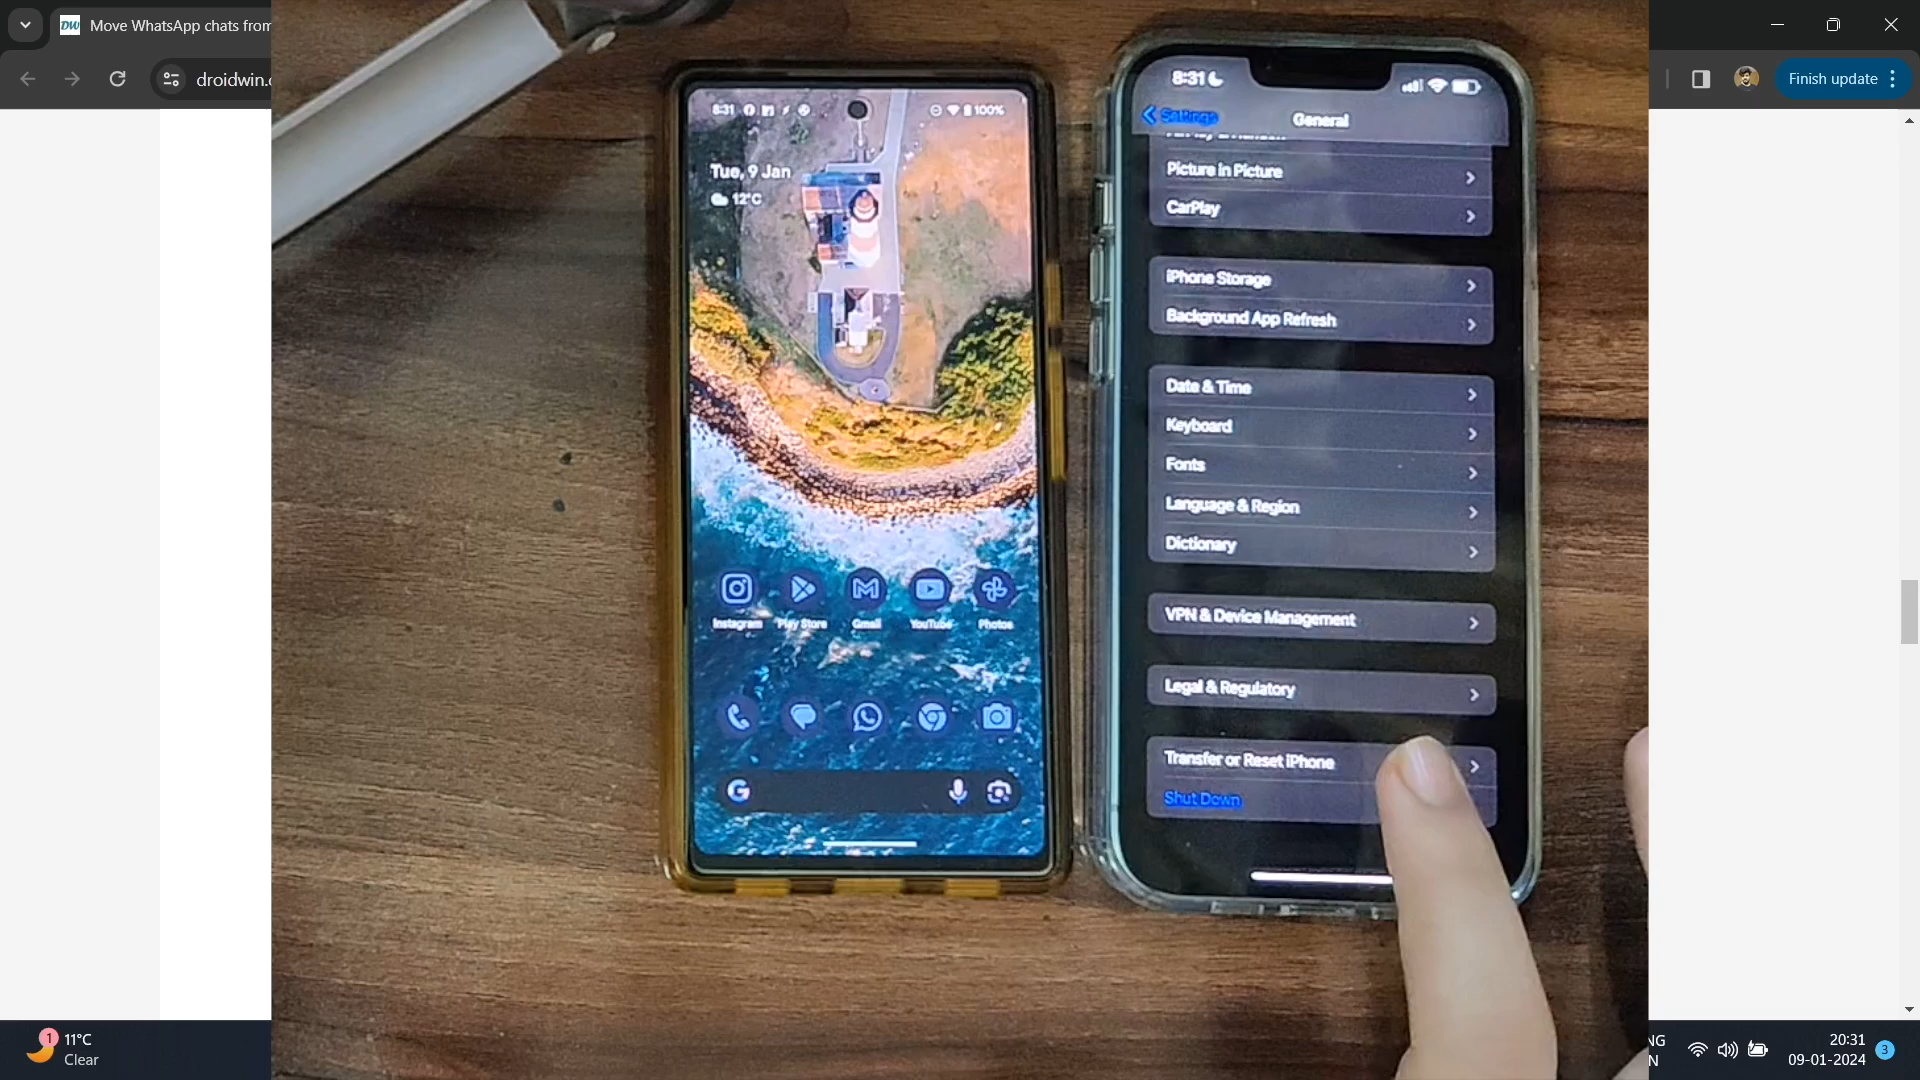 Move WhatsApp chats from
droidwin.
Finish update
8:31
100%
Tue, 9 Jan
12°C
Instagram
Play Store
Gmail
YouTube
Photos
G
8:31
Settings
General
Picture in Picture
CarPlay
iPhone Storage
Background App Refresh
Date & Time
Keyboard
Fonts
Language & Region
Dictionary
VPN & Device Management
Legal & Regulatory
Transfer or Reset iPhone
Shut Down
1
11°C
Clear
20:31
09-01-2024
3